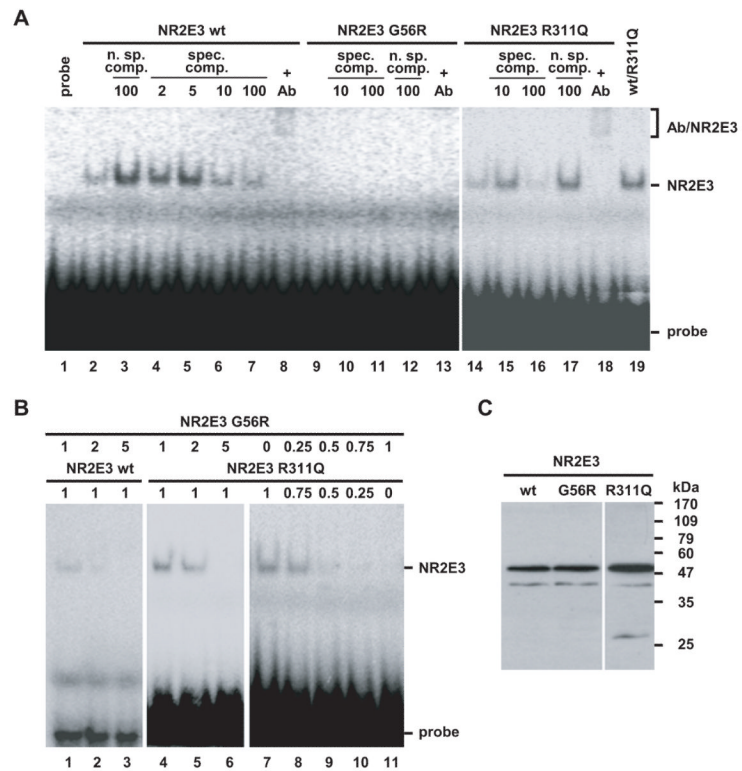 A
NR2E3 wt NR2E3 G56R NR2E3 R311Q
probe n. sp. comp. spec. comp. + Ab spec. comp. n. sp. comp. + Ab spec. comp. n. sp. comp. + Ab wt/R311Q
100 2 5 10 100 10 100 100 10 100 100
Ab/NR2E3
NR2E3
probe
1 2 3 4 5 6 7 8 9 10 11 12 13 14 15 16 17 18 19
B
NR2E3 G56R
1 2 5 1 2 5 0 0.25 0.5 0.75 1
NR2E3 wt NR2E3 R311Q
1 1 1 1 1 1 1 0.75 0.5 0.25 0
NR2E3
probe
1 2 3 4 5 6 7 8 9 10 11
C
NR2E3
wt G56R R311Q kDa
170
109
79
60
47
35
25